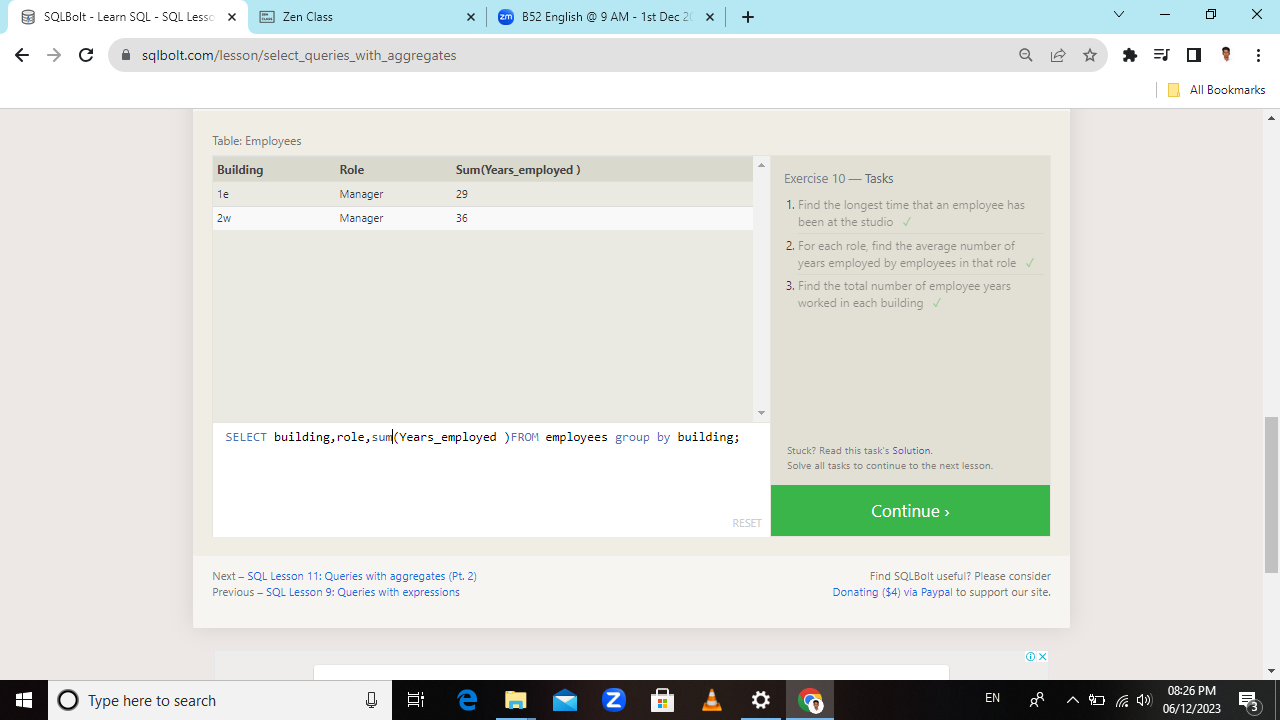 SQLBolt - Learn SQL - SQL Lesso
Zen Class
zm B52 English @ 9 AM - 1st Dec 20
sqlbolt.com/lesson/select_queries_with_aggregates
All Bookmarks
Table: Employees
Building Role Sum(Years_employed )
1e Manager 29
2w Manager 36
SELECT building,role,sum(Years_employed )FROM employees group by building;
RESET
Exercise 10 — Tasks
1. Find the longest time that an employee has
been at the studio ✓
2. For each role, find the average number of
years employed by employees in that role ✓
3. Find the total number of employee years
worked in each building ✓
Stuck? Read this task's Solution.
Solve all tasks to continue to the next lesson.
Continue ›
Next – SQL Lesson 11: Queries with aggregates (Pt. 2)
Previous – SQL Lesson 9: Queries with expressions
Find SQLBolt useful? Please consider
Donating ($4) via Paypal to support our site.
Type here to search
EN
08:26 PM
06/12/2023
3